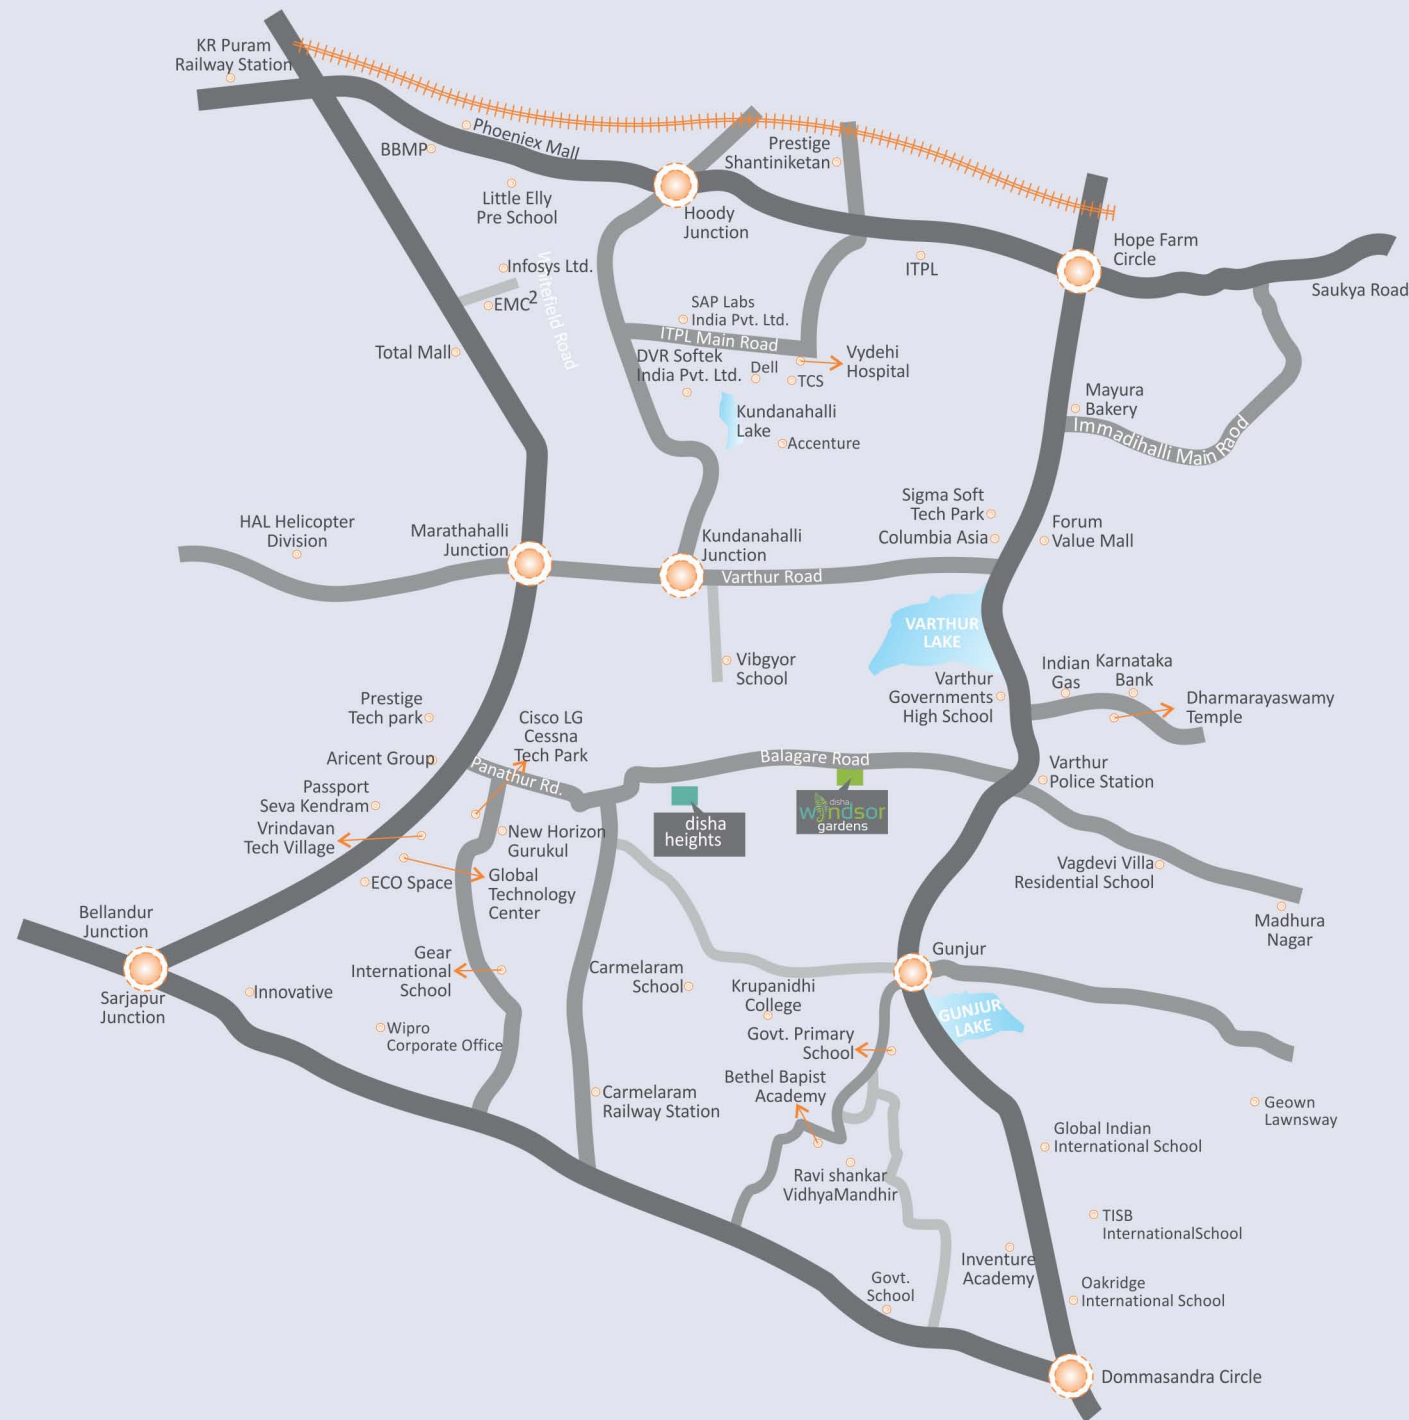 KR Puram
Railway Station
Phoeniex Mall
BBMP
Little Elly
Pre School
Prestige
Shantiniketan
Hoody
Junction
Hope Farm
Circle
ITPL
Saukya Road
Infosys Ltd.
EMC2
Whitefield Road
SAP Labs
India Pvt. Ltd.
ITPL Main Road
Total Mall
DVR Softek
India Pvt. Ltd.
Dell
TCS
Vydehi
Hospital
Kundanahalli
Lake
Accenture
Mayura
Bakery
Immadihalli Main Raod
Sigma Soft
Tech Park
Columbia Asia
Forum
Value Mall
HAL Helicopter
Division
Marathahalli
Junction
Kundanahalli
Junction
Varthur Road
VARTHUR
LAKE
Vibgyor
School
Varthur
Governments
High School
Indian
Gas
Karnataka
Bank
Dharmarayaswamy
Temple
Prestige
Tech park
Cisco LG
Cessna
Tech Park
Aricent Group
Panathur Rd.
Balagare Road
Varthur
Police Station
Passport
Seva Kendram
Vrindavan
Tech Village
New Horizon
Gurukul
disha
heights
disha
windsor
gardens
ECO Space
Global
Technology
Center
Vagdevi Villa
Residential School
Madhura
Nagar
Bellandur
Junction
Sarjapur
Junction
Innovative
Gear
International
School
Wipro
Corporate Office
Carmelaram
School
Krupanidhi
College
Gunjur
GUNJUR
LAKE
Govt. Primary
School
Bethel Bapist
Academy
Carmelaram
Railway Station
Geown
Lawnsway
Global Indian
International School
Ravi shankar
VidhyaMandhir
TISB
InternationalSchool
Inventure
Academy
Govt.
School
Oakridge
International School
Dommasandra Circle